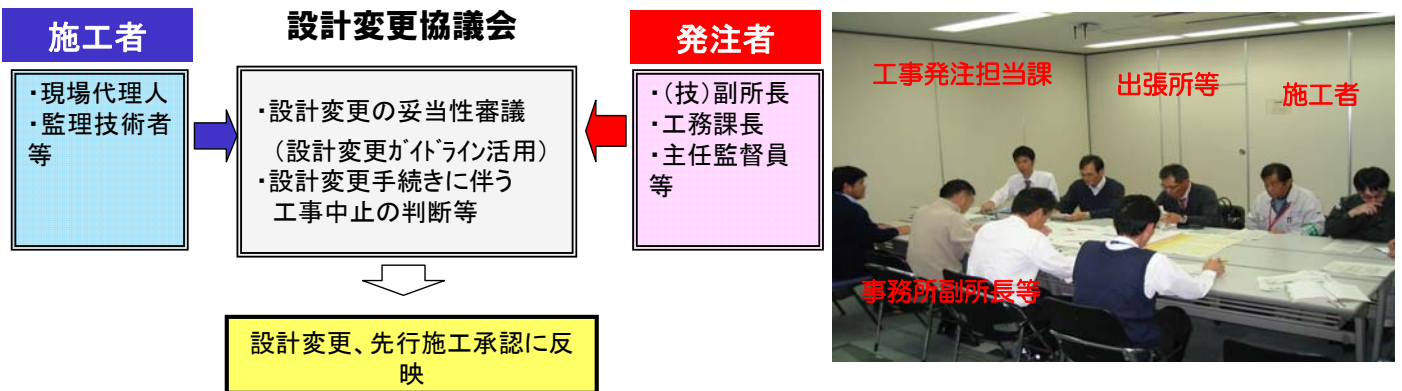 施工者
・現場代理人
・監理技術者
等
設計変更協議会
・設計変更の妥当性審議
（設計変更ｶﾞｲﾄﾞﾗｲﾝ活用）
・設計変更手続きに伴う
工事中止の判断等
発注者
・(技)副所長
・工務課長
・主任監督員
等
設計変更、先行施工承認に反
映
工事発注担当課
出張所等
施工者
事務所副所長等